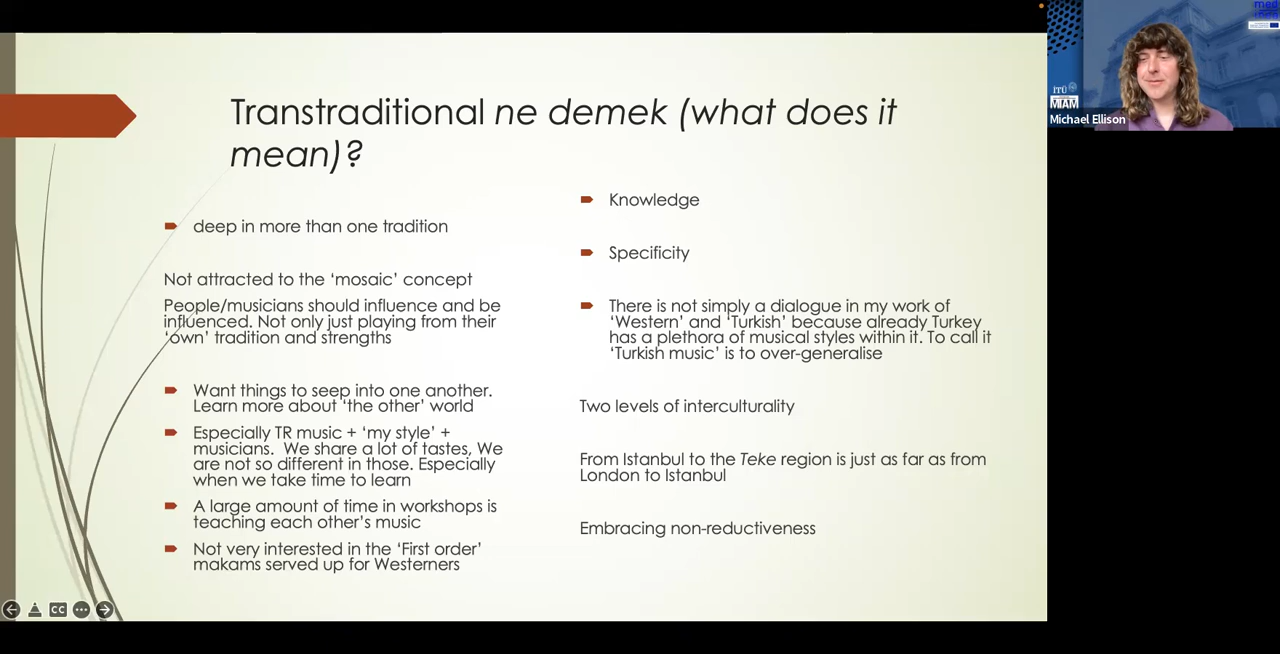 Transtraditional ne demek (what does it
mean)?
deep in more than one tradition
Not attracted to the ‘mosaic’ concept
People/musicians should influence and be
influenced. Not only just playing from their
‘own’ tradition and strengths
Want things to seep into one another.
Learn more about ‘the other’ world
Especially TR music + ‘my style’ +
musicians. We share a lot of tastes, We
are not so different in those. Especially
when we take time to learn
A large amount of time in workshops is
teaching each other’s music
Not very interested in the ‘First order’
makams served up for Westerners
Knowledge
Specificity
There is not simply a dialogue in my work of
‘Western’ and ‘Turkish’ because already Turkey
has a plethora of musical styles within it. To call it
‘Turkish music’ is to over-generalise
Two levels of interculturality
From Istanbul to the Teke region is just as far as from
London to Istanbul
Embracing non-reductiveness
CC
İTÜ
MIAM
Michael Ellison
med